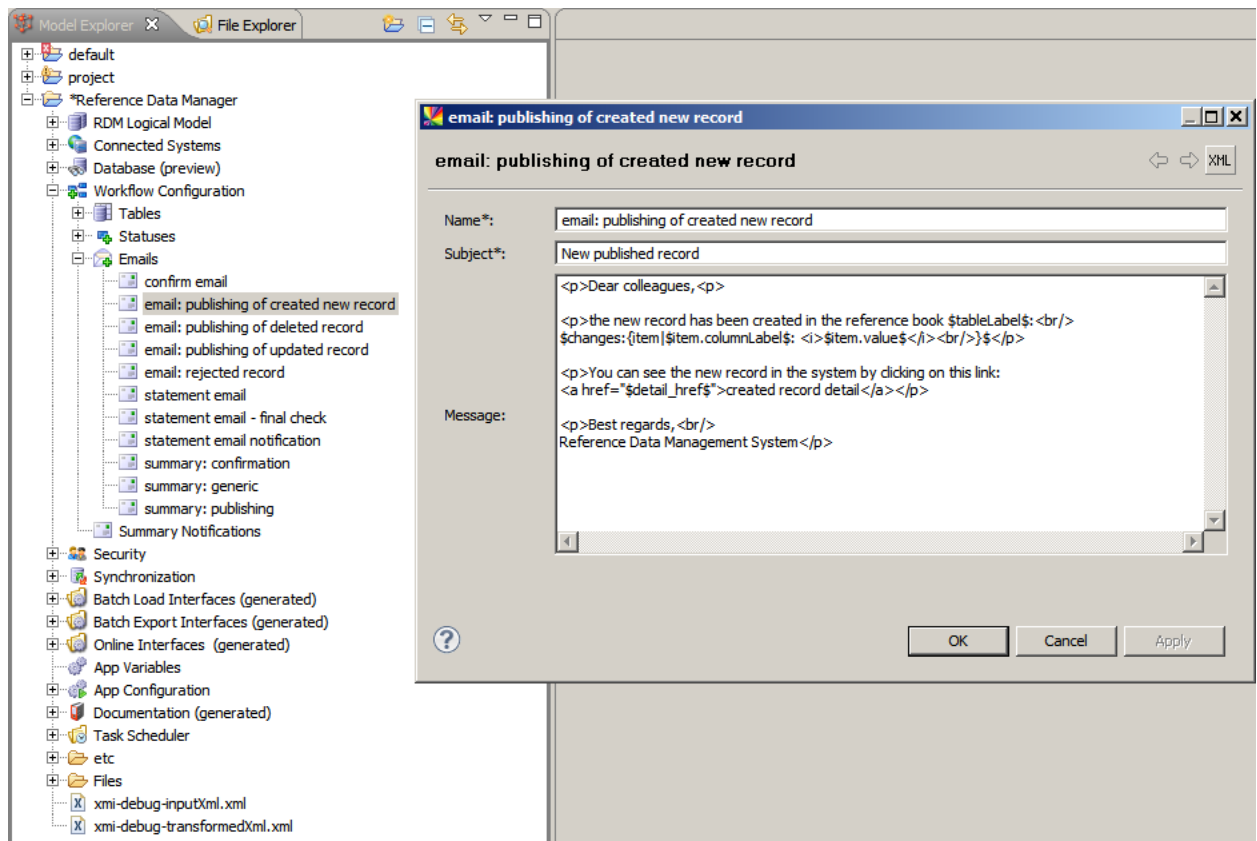 Model Explorer
File Explorer
default
project
*Reference Data Manager
RDM Logical Model
Connected Systems
Database (preview)
Workflow Configuration
Tables
Statuses
Emails
confirm email
email: publishing of created new record
email: publishing of deleted record
email: publishing of updated record
email: rejected record
statement email
statement email - final check
statement email notification
summary: confirmation
summary: generic
summary: publishing
Summary Notifications
Security
Synchronization
Batch Load Interfaces (generated)
Batch Export Interfaces (generated)
Online Interfaces (generated)
App Variables
App Configuration
Documentation (generated)
Task Scheduler
etc
Files
xmi-debug-inputXml.xml
xmi-debug-transformedXml.xml
email: publishing of created new record
email: publishing of created new record
XML
Name*: email: publishing of created new record
Subject*: New published record
Message:
<p>Dear colleagues,<p>
<p>the new record has been created in the reference book $tableLabel$:<br/>
$changes:{item|$item.columnLabel$: <i>$item.value$</i><br/>}$</p>
<p>You can see the new record in the system by clicking on this link:
<a href="$detail_href$">created record detail</a></p>
<p>Best regards,<br/>
Reference Data Management System</p>
?
OK Cancel Apply